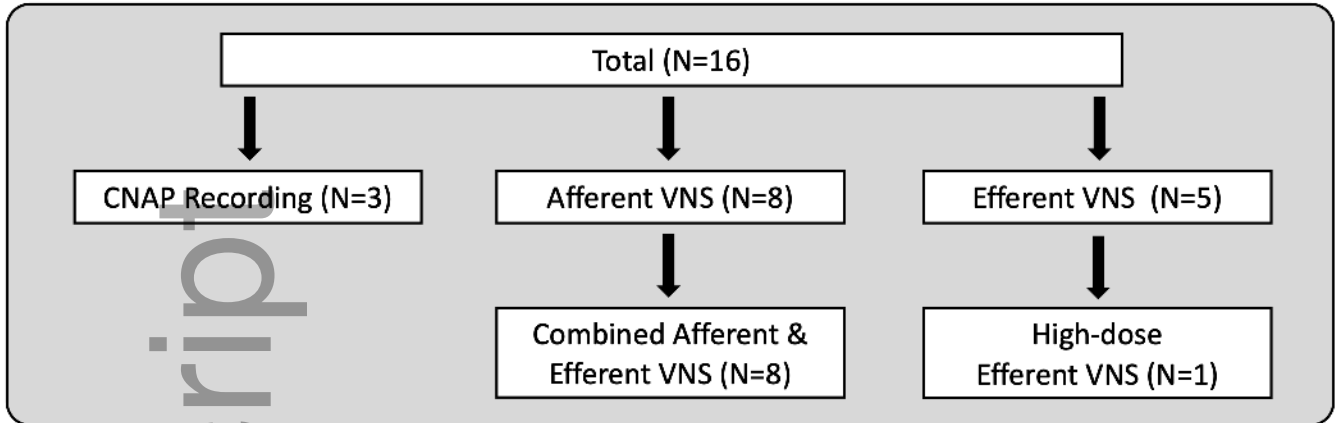 Total (N=16)
CNAP Recording (N=3)
Afferent VNS (N=8)
Efferent VNS (N=5)
Combined Afferent &
Efferent VNS (N=8)
High-dose
Efferent VNS (N=1)
ript